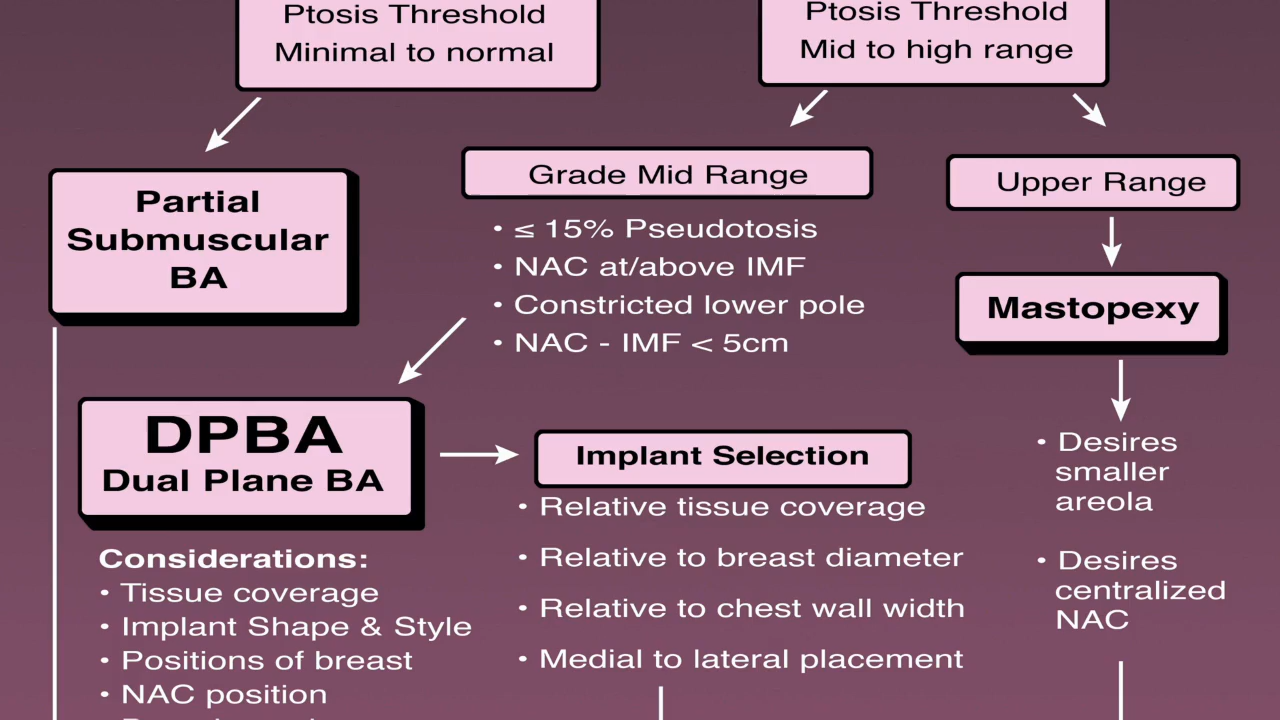 Ptosis Threshold
Minimal to normal
Ptosis Threshold
Mid to high range
Partial
Submuscular
BA
Grade Mid Range
• ≤ 15% Pseudotosis
• NAC at/above IMF
• Constricted lower pole
• NAC - IMF < 5cm
Upper Range
Mastopexy
• Desires
smaller
areola
• Desires
centralized
NAC
DPBA
Dual Plane BA
Considerations:
• Tissue coverage
• Implant Shape & Style
• Positions of breast
• NAC position
Implant Selection
• Relative tissue coverage
• Relative to breast diameter
• Relative to chest wall width
• Medial to lateral placement